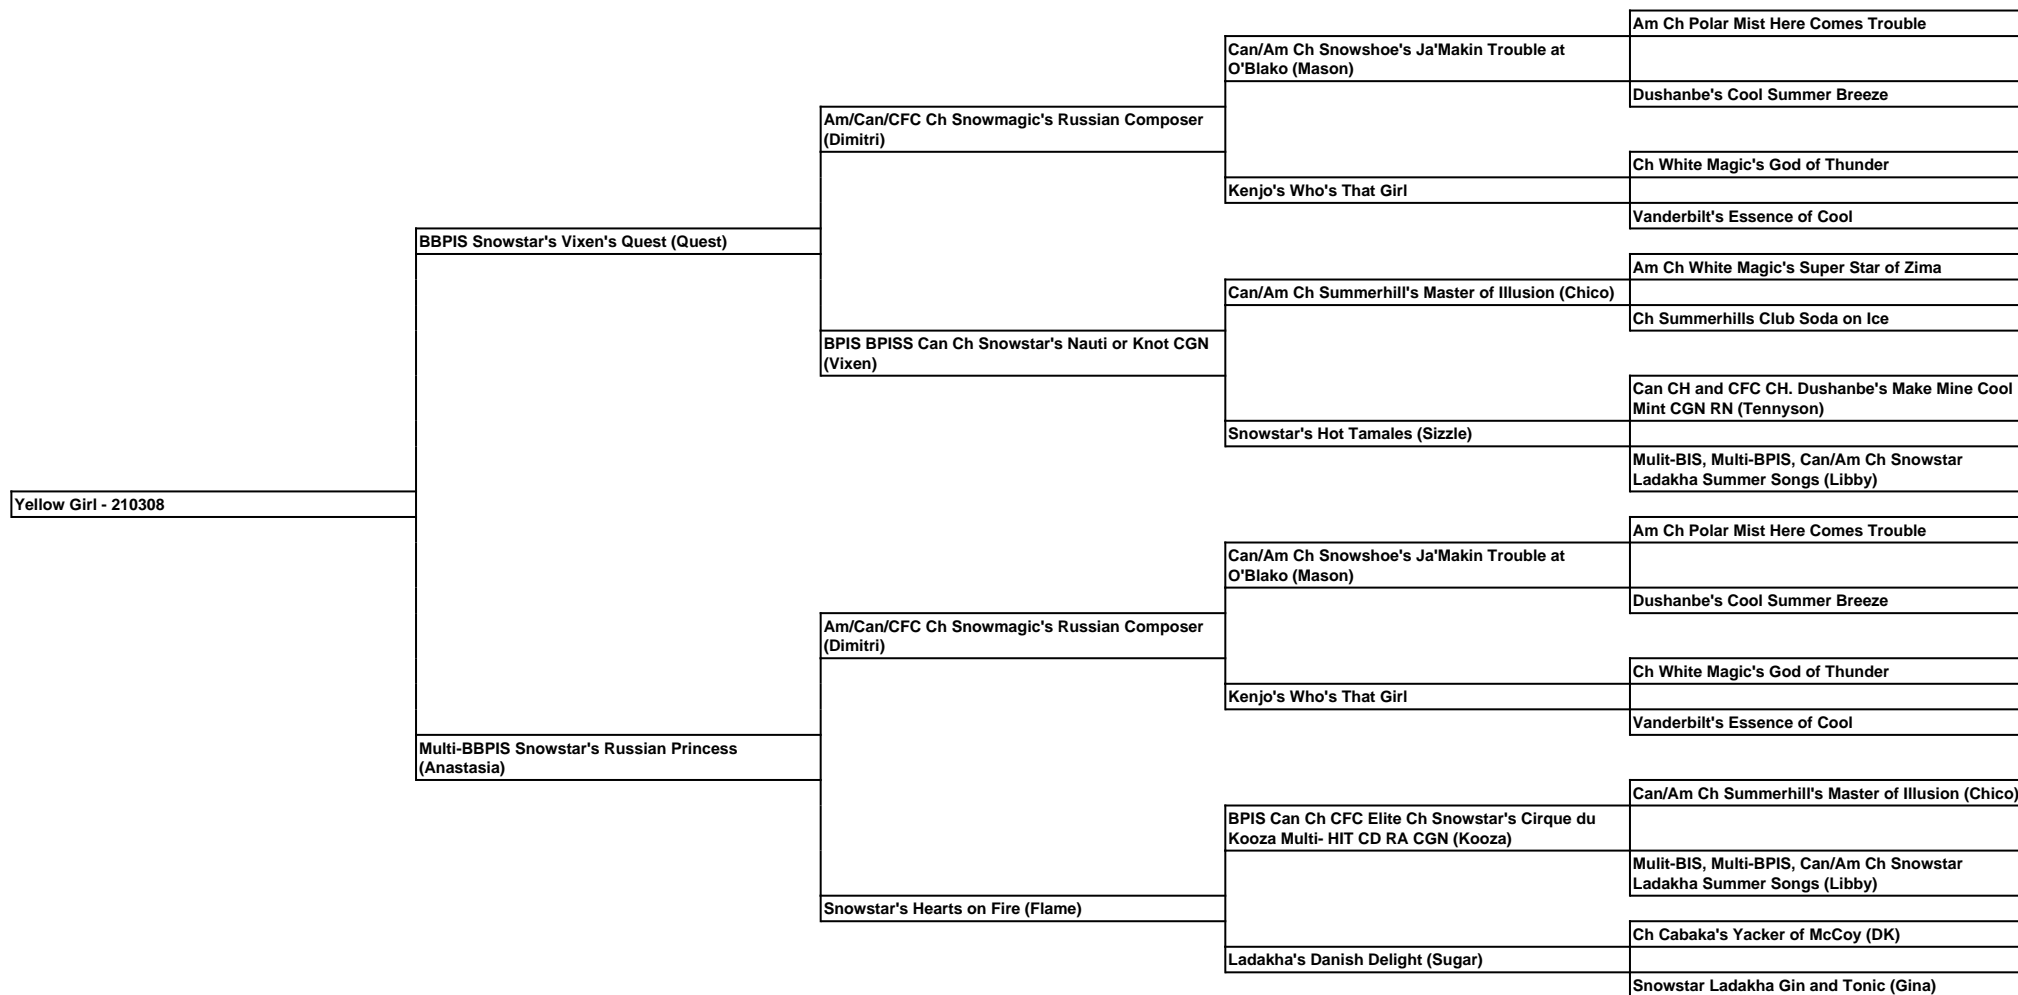 Am Ch Polar Mist Here Comes Trouble
Can/Am Ch Snowshoe's Ja'Makin Trouble at
O'Blako (Mason)
Dushanbe's Cool Summer Breeze
Am/Can/CFC Ch Snowmagic's Russian Composer
(Dimitri)
Ch White Magic's God of Thunder
Kenjo's Who's That Girl
Vanderbilt's Essence of Cool
BBPIS Snowstar's Vixen's Quest (Quest)
Am Ch White Magic's Super Star of Zima
Can/Am Ch Summerhill's Master of Illusion (Chico)
Ch Summerhills Club Soda on Ice
BPIS BPISS Can Ch Snowstar's Nauti or Knot CGN
(Vixen)
Can CH and CFC CH. Dushanbe's Make Mine Cool
Mint CGN RN (Tennyson)
Snowstar's Hot Tamales (Sizzle)
Mulit-BIS, Multi-BPIS, Can/Am Ch Snowstar
Ladakha Summer Songs (Libby)
Yellow Girl - 210308
Am Ch Polar Mist Here Comes Trouble
Can/Am Ch Snowshoe's Ja'Makin Trouble at
O'Blako (Mason)
Dushanbe's Cool Summer Breeze
Am/Can/CFC Ch Snowmagic's Russian Composer
(Dimitri)
Ch White Magic's God of Thunder
Kenjo's Who's That Girl
Vanderbilt's Essence of Cool
Multi-BBPIS Snowstar's Russian Princess
(Anastasia)
Can/Am Ch Summerhill's Master of Illusion (Chico)
BPIS Can Ch CFC Elite Ch Snowstar's Cirque du
Kooza Multi- HIT CD RA CGN (Kooza)
Mulit-BIS, Multi-BPIS, Can/Am Ch Snowstar
Ladakha Summer Songs (Libby)
Snowstar's Hearts on Fire (Flame)
Ch Cabaka's Yacker of McCoy (DK)
Ladakha's Danish Delight (Sugar)
Snowstar Ladakha Gin and Tonic (Gina)